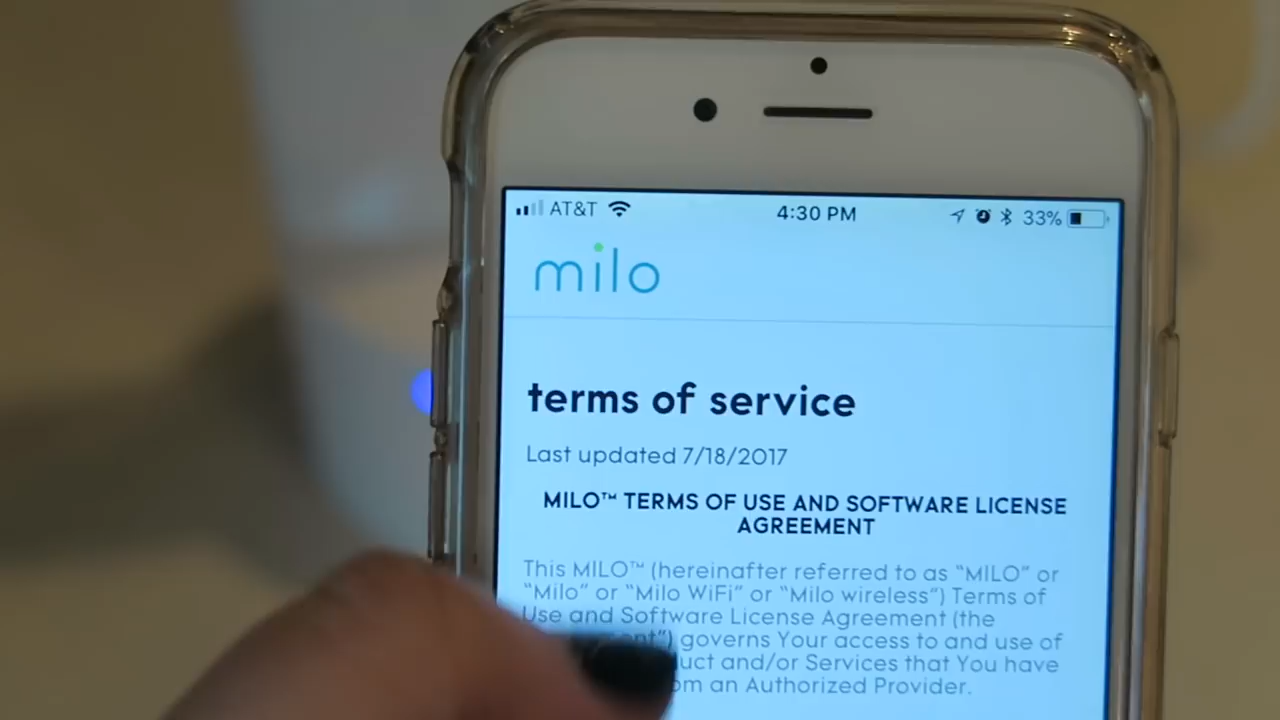 AT&T 4:30 PM 33%
milo
terms of service
Last updated 7/18/2017
MILO™ TERMS OF USE AND SOFTWARE LICENSE
AGREEMENT
This MILO™ (hereinafter referred to as “MILO” or
“Milo” or “Milo WiFi” or “Milo wireless”) Terms of
Use and Software License Agreement (the
governs Your access to and use of
and/or Services that You have
an Authorized Provider.